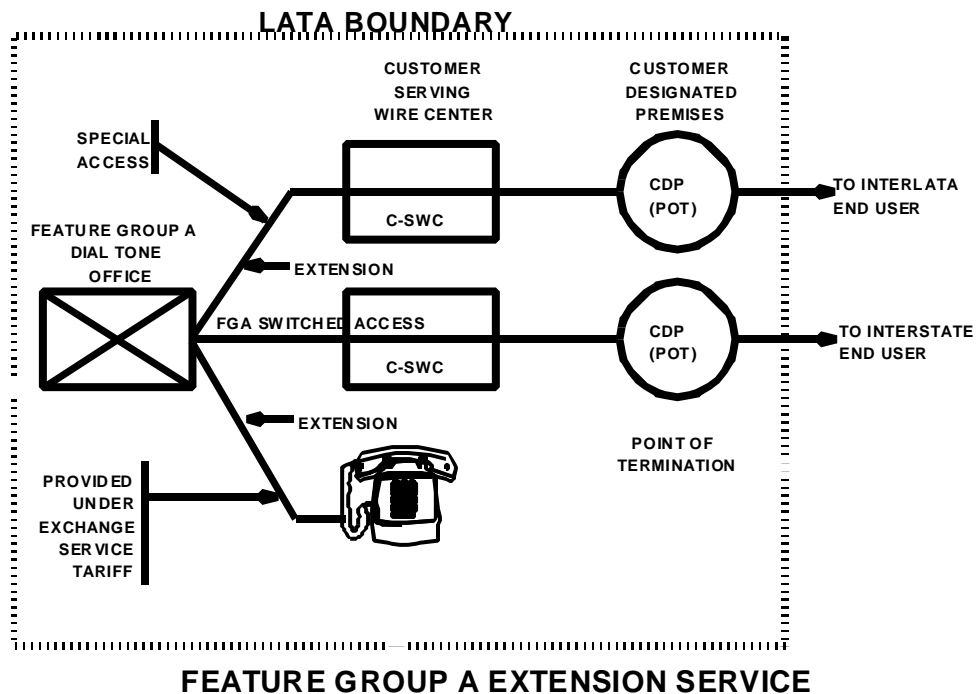 LATA BOUNDARY
CUSTOMER
SERVING
WIRE CENTER
CUSTOMER
DESIGNATED
PREMISES
SPECIAL
ACCESS
CDP
(POT)
TO INTERLATA
END USER
C-SWC
FEATURE GROUP A
DIAL TONE
OFFICE
EXTENSION
FGA SWITCHED ACCESS
CDP
(POT)
TO INTERSTATE
END USER
C-SWC
EXTENSION
POINT OF
TERMINATION
PROVIDED
UNDER
EXCHANGE
SERVICE
TARIFF
FEATURE GROUP A EXTENSION SERVICE